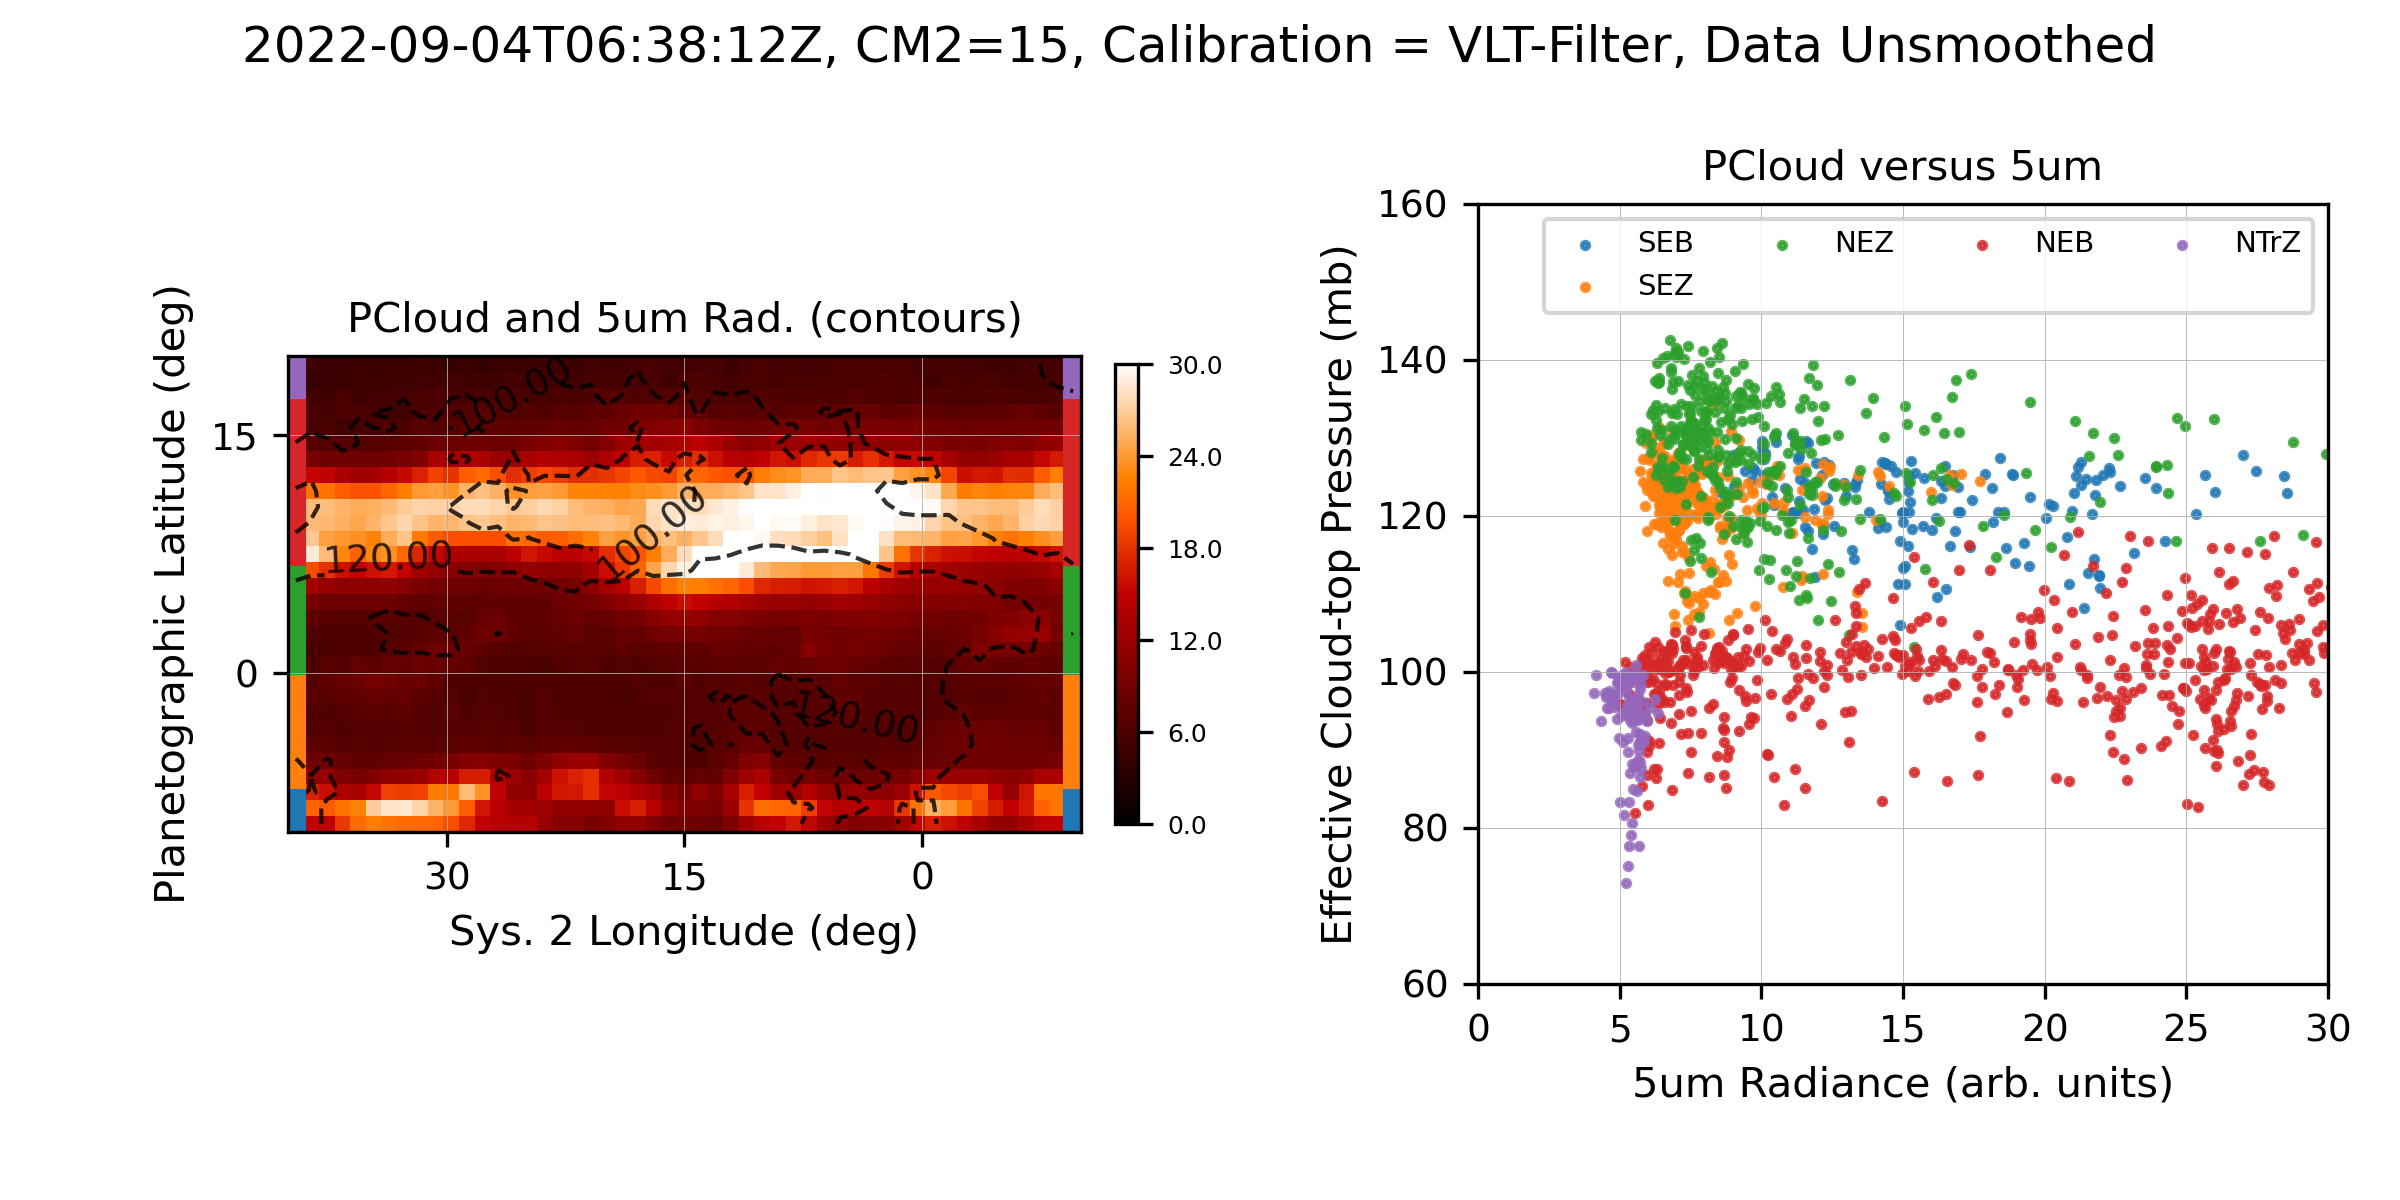 2022-09-04T06:38:12Z, CM2=15, Calibration = VLT-Filter, Data Unsmoothed
PCloud and 5um Rad. (contours)
Planetographic Latitude (deg)
15
0
100.00
120.00
100.00
120.00
30
15
0
Sys. 2 Longitude (deg)
30.0
24.0
18.0
12.0
6.0
0.0
PCloud versus 5um
Effective Cloud-top Pressure (mb)
160
140
120
100
80
60
SEB
NEZ
NEB
NTrZ
SEZ
0
5
10
15
20
25
30
5um Radiance (arb. units)